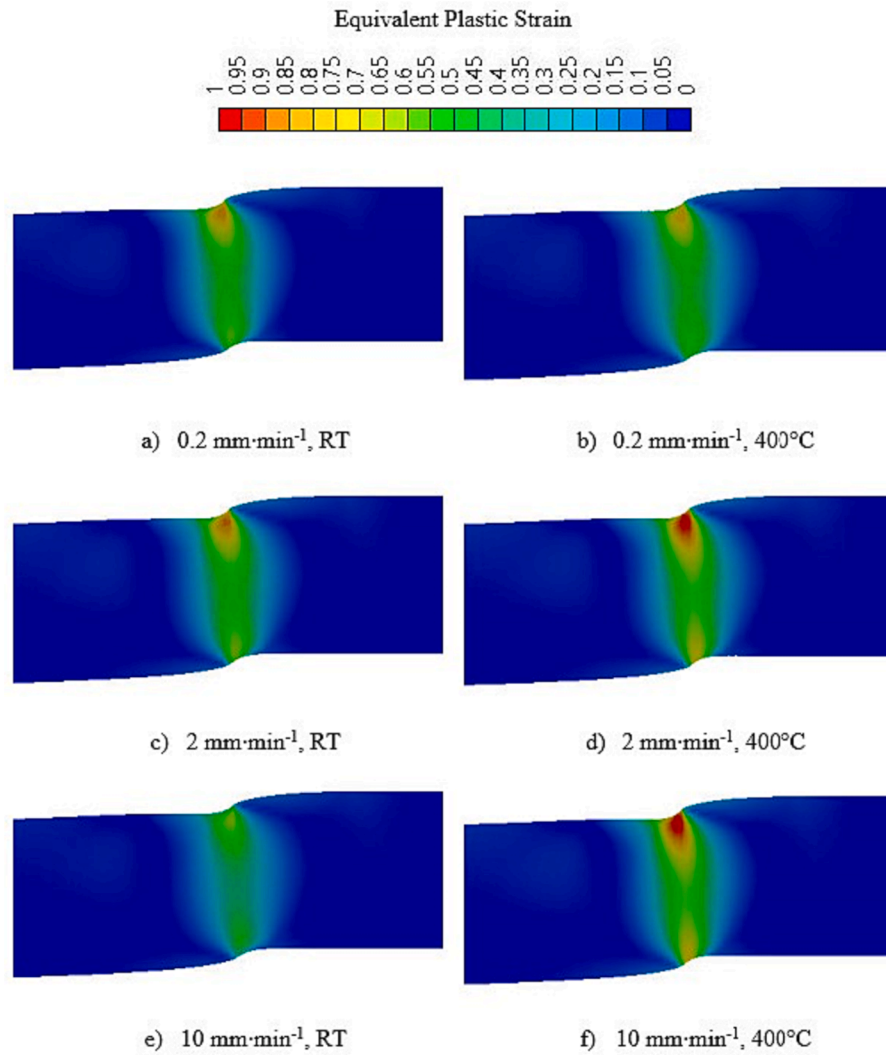 Equivalent Plastic Strain
1 0.95 0.9 0.85 0.8 0.75 0.7 0.65 0.6 0.55 0.5 0.45 0.4 0.35 0.3 0.25 0.2 0.15 0.1 0.05 0
a) 0.2 mm·min⁻¹, RT b) 0.2 mm·min⁻¹, 400°C
c) 2 mm·min⁻¹, RT d) 2 mm·min⁻¹, 400°C
e) 10 mm·min⁻¹, RT f) 10 mm·min⁻¹, 400°C